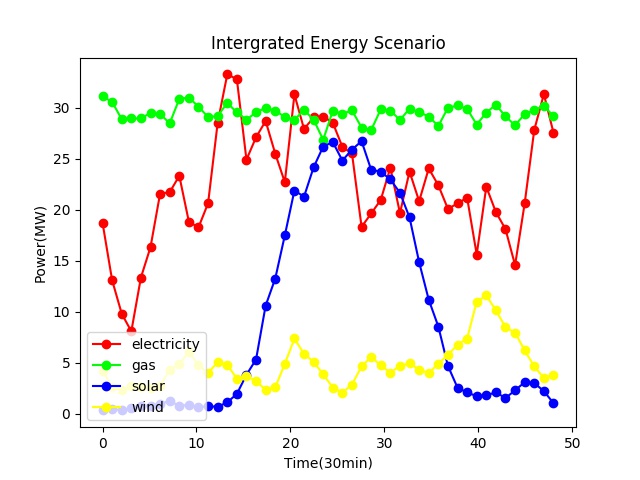 Intergrated Energy Scenario
Power(MW)
30
25
20
15
10
5
0
electricity
gas
solar
wind
0 10 20 30 40 50
Time(30min)